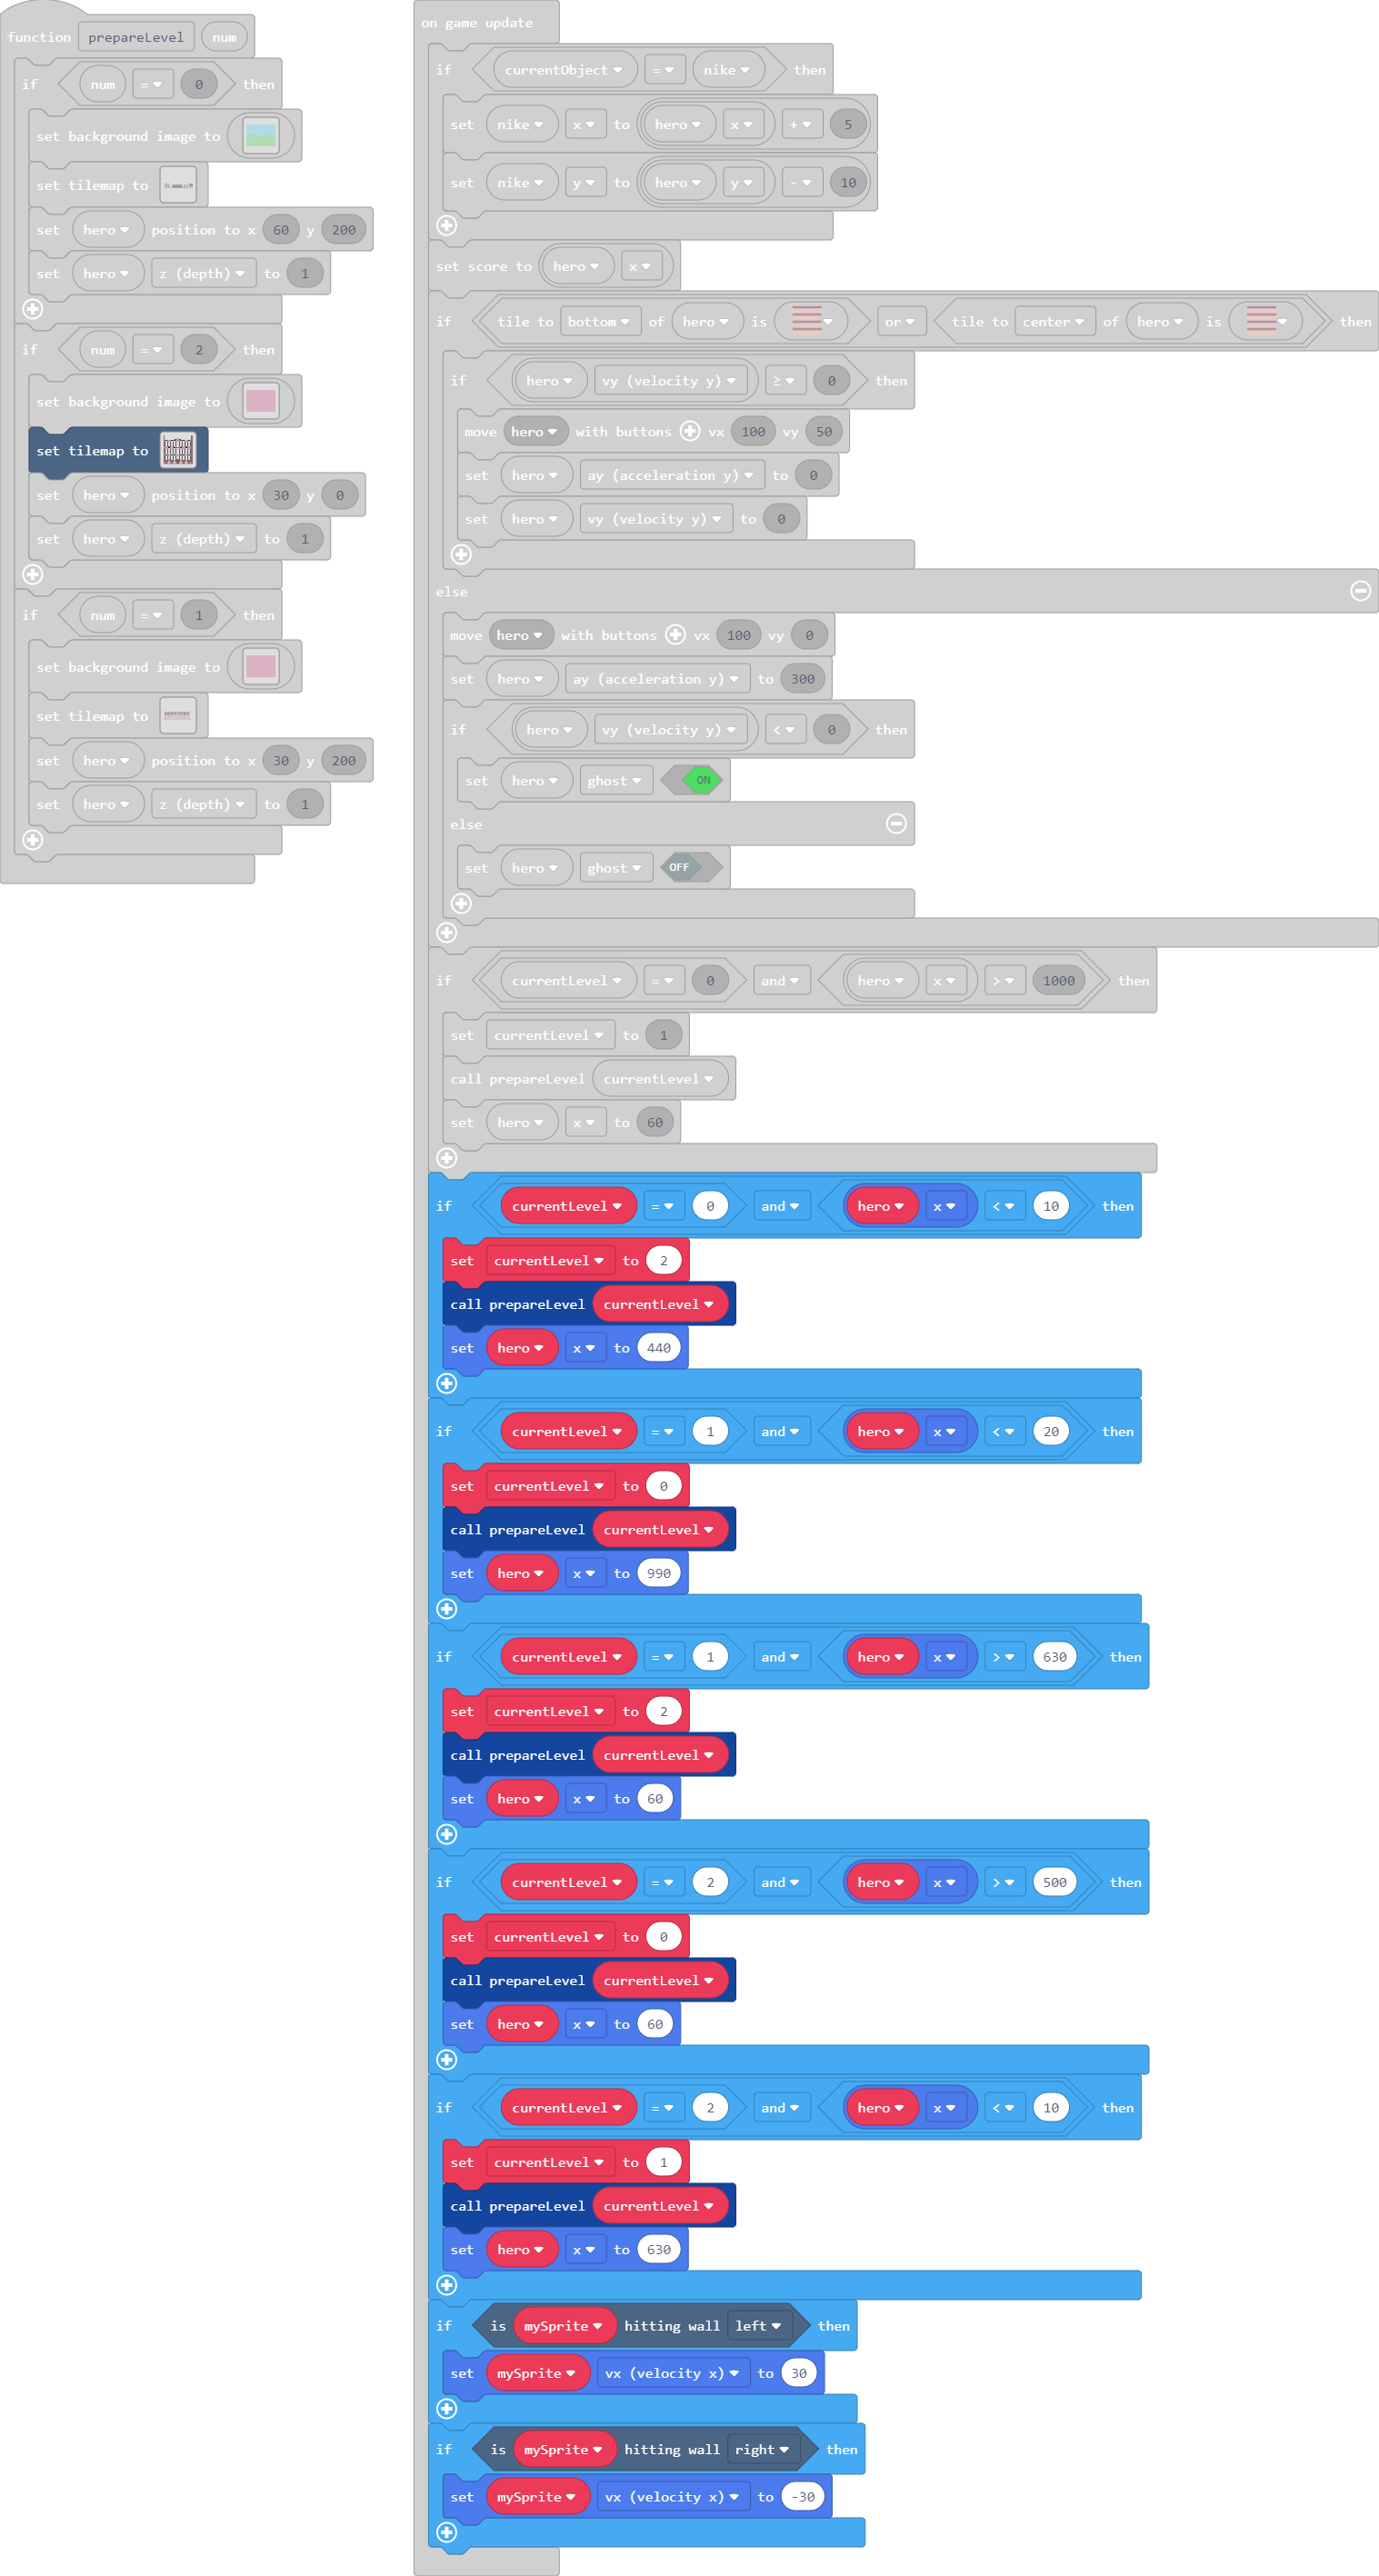 function prepareLevel num
if num = 0 then
set background image to
set tilemap to
set hero position to x 60 y 200
set hero z (depth) to 1
if num = 2 then
set background image to
set tilemap to
set hero position to x 30 y 0
set hero z (depth) to 1
if num = 1 then
set background image to
set tilemap to
set hero position to x 30 y 200
set hero z (depth) to 1
on game update
if currentObject = nike then
set nike x to hero x + 5
set nike y to hero y - 10
set score to hero x
if tile to bottom of hero is or tile to center of hero is then
if hero vy (velocity y) ≥ 0 then
move hero with buttons vx 100 vy 50
set hero ay (acceleration y) to 0
set hero vy (velocity y) to 0
else
move hero with buttons vx 100 vy 0
set hero ay (acceleration y) to 300
if hero vy (velocity y) < 0 then
set hero ghost ON
else
set hero ghost OFF
if currentLevel = 0 and hero x > 1000 then
set currentLevel to 1
call prepareLevel currentLevel
set hero x to 60
if currentLevel = 0 and hero x < 10 then
set currentLevel to 2
call prepareLevel currentLevel
set hero x to 440
if currentLevel = 1 and hero x < 20 then
set currentLevel to 0
call prepareLevel currentLevel
set hero x to 990
if currentLevel = 1 and hero x > 630 then
set currentLevel to 2
call prepareLevel currentLevel
set hero x to 60
if currentLevel = 2 and hero x > 500 then
set currentLevel to 0
call prepareLevel currentLevel
set hero x to 60
if currentLevel = 2 and hero x < 10 then
set currentLevel to 1
call prepareLevel currentLevel
set hero x to 630
if is mySprite hitting wall left then
set mySprite vx (velocity x) to 30
if is mySprite hitting wall right then
set mySprite vx (velocity x) to -30